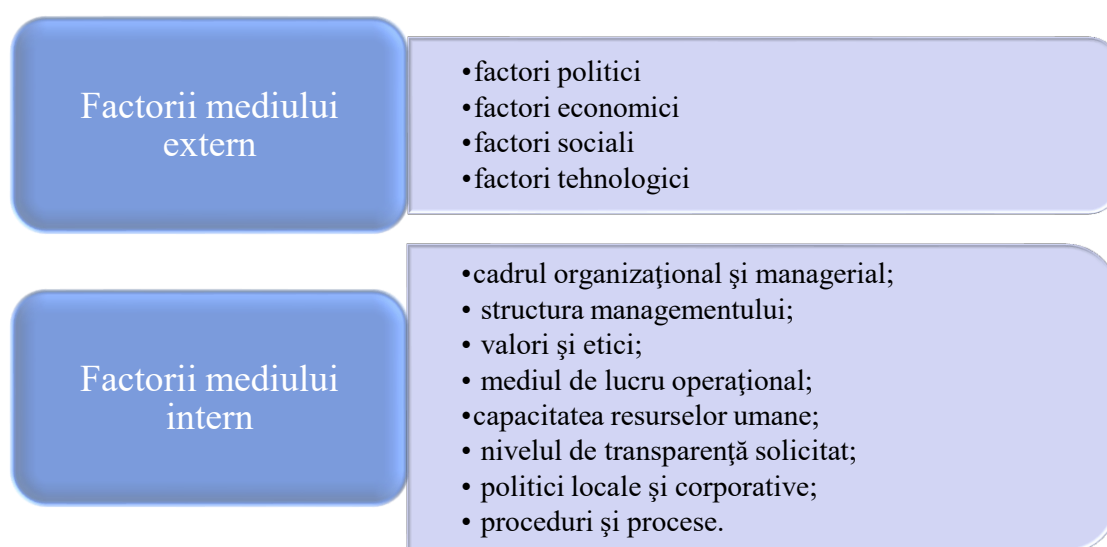 Factorii mediului
extern
•factori politici
•factori economici
•factori sociali
•factori tehnologici
Factorii mediului
intern
•cadrul organizaţional şi managerial;
• structura managementului;
• valori şi etici;
• mediul de lucru operaţional;
•capacitatea resurselor umane;
• nivelul de transparenţă solicitat;
• politici locale şi corporative;
• proceduri şi procese.